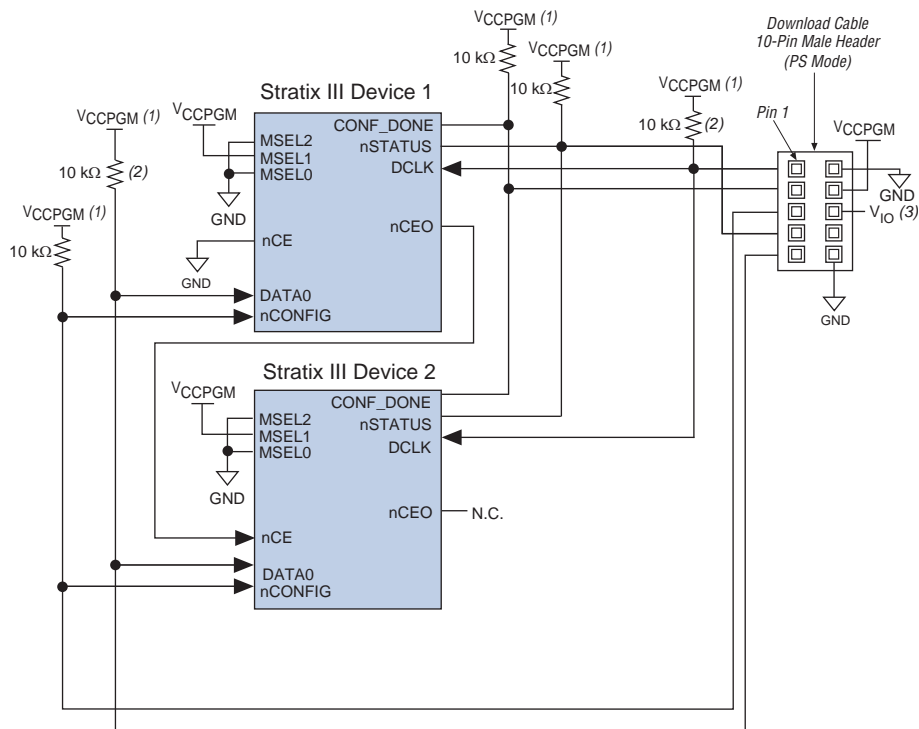 VCCPGM (1)
10 kΩ
VCCPGM (1)
10 kΩ
VCCPGM (1)
10 kΩ (2)
Download Cable
10-Pin Male Header
(PS Mode)
Pin 1
VCCPGM
GND
VIO (3)
GND
VCCPGM (1)
10 kΩ (2)
VCCPGM (1)
10 kΩ
Stratix III Device 1
VCCPGM
MSEL2
MSEL1
MSEL0
GND
nCE
GND
DATA0
nCONFIG
CONF_DONE
nSTATUS
DCLK
nCEO
Stratix III Device 2
VCCPGM
MSEL2
MSEL1
MSEL0
GND
nCE
DATA0
nCONFIG
CONF_DONE
nSTATUS
DCLK
nCEO
N.C.